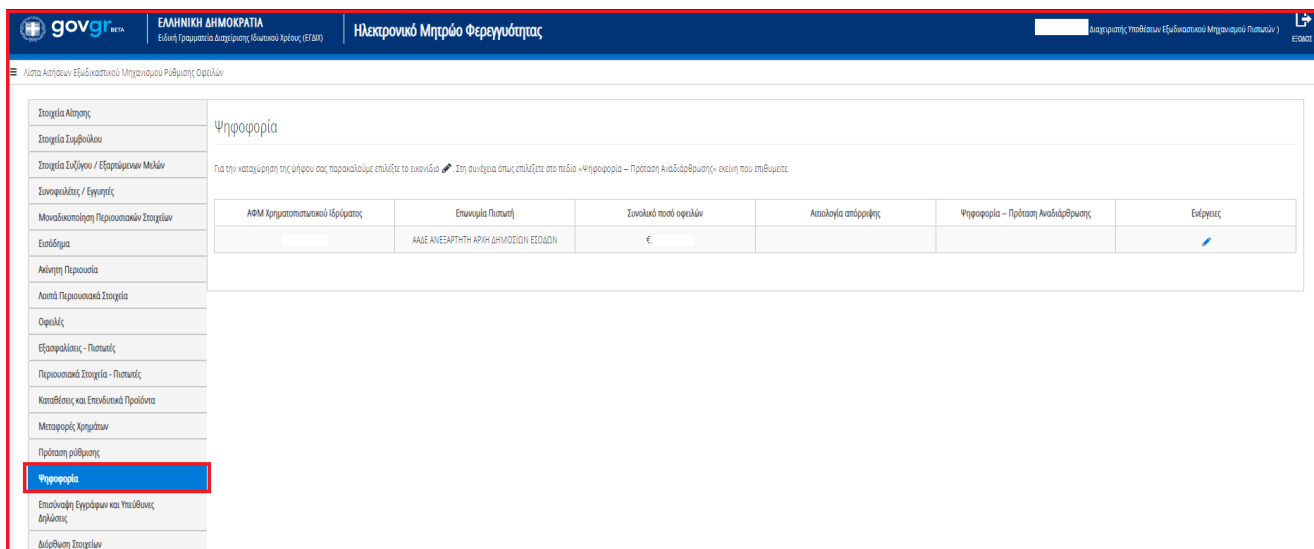 govgr BETA
ΕΛΛΗΝΙΚΗ ΔΗΜΟΚΡΑΤΙΑ
Ειδική Γραμματεία Διαχείρισης Ιδιωτικού Χρέους (ΕΓΔΙΧ)
Ηλεκτρονικό Μητρώο Φερεγγυότητας
Διαχειριστής Υποθέσεων Εξωδικαστικού Μηχανισμού Πιστωτών )
ΕΞΟΔΟΣ
Λίστα Αιτήσεων Εξωδικαστικού Μηχανισμού Ρύθμισης Οφειλών
Στοιχεία Αίτησης
Στοιχεία Συμβούλου
Στοιχεία Συζύγου / Εξαρτώμενων Μελών
Συνοφειλέτες / Εγγυητές
Μοναδικοποίηση Περιουσιακών Στοιχείων
Εισόδημα
Ακίνητη Περιουσία
Λοιπά Περιουσιακά Στοιχεία
Οφειλές
Εξασφαλίσεις - Πιστωτές
Περιουσιακά Στοιχεία - Πιστωτές
Καταθέσεις και Επενδυτικά Προϊόντα
Μεταφορές Χρημάτων
Πρόταση ρύθμισης
Ψηφοφορία
Επισύναψη Εγγράφων και Υπεύθυνες
Δηλώσεις
Διόρθωση Στοιχείων
Ψηφοφορία
Για την καταχώρηση της ψήφου σας παρακαλούμε επιλέξτε το εικονίδιο . Στη συνέχεια όπως επιλέξετε στο πεδίο «Ψηφοφορία – Πρόταση Αναδιάρθρωσης» εκείνη που επιθυμείτε.
ΑΦΜ Χρηματοπιστωτικού Ιδρύματος Επωνυμία Πιστωτή Συνολικό ποσό οφειλών Αιτιολογία απόρριψης Ψηφοφορία – Πρόταση Αναδιάρθρωσης Ενέργειες
ΑΑΔΕ ΑΝΕΞΑΡΤΗΤΗ ΑΡΧΗ ΔΗΜΟΣΙΩΝ ΕΣΟΔΩΝ €